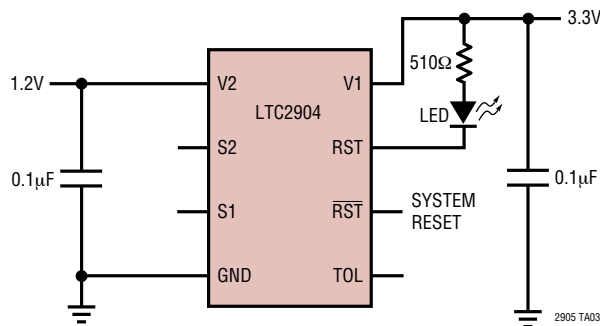 3.3V
510Ω
1.2V
V2
V1
LTC2904
LED
S2
RST
0.1μF
0.1μF
S1
R̅S̅T̅
SYSTEM
RESET
GND
TOL
2905 TA03